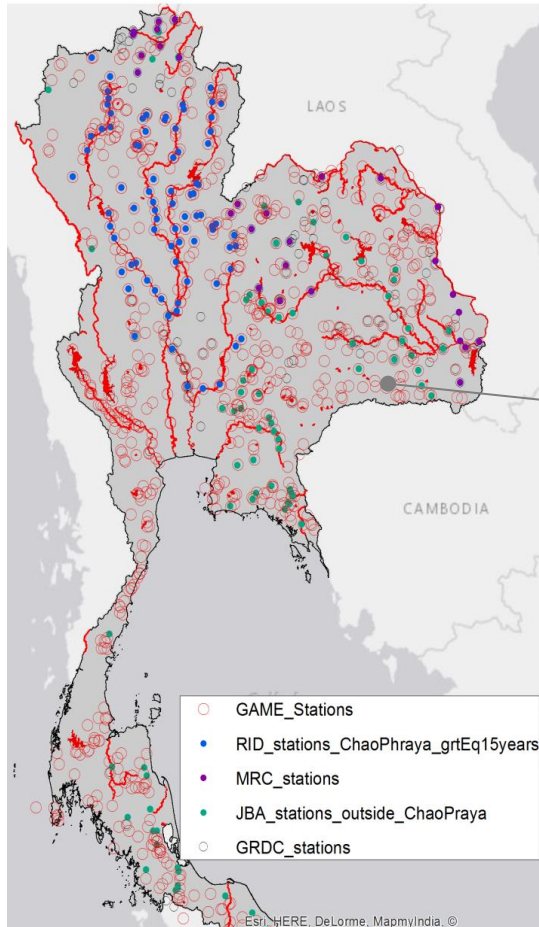 LAOS
CAMBODIA
GAME_Stations
RID_stations_ChaoPhraya_grtEq15years
MRC_stations
JBA_stations_outside_ChaoPraya
GRDC_stations
Esri, HERE, DeLorme, MapmyIndia, ©